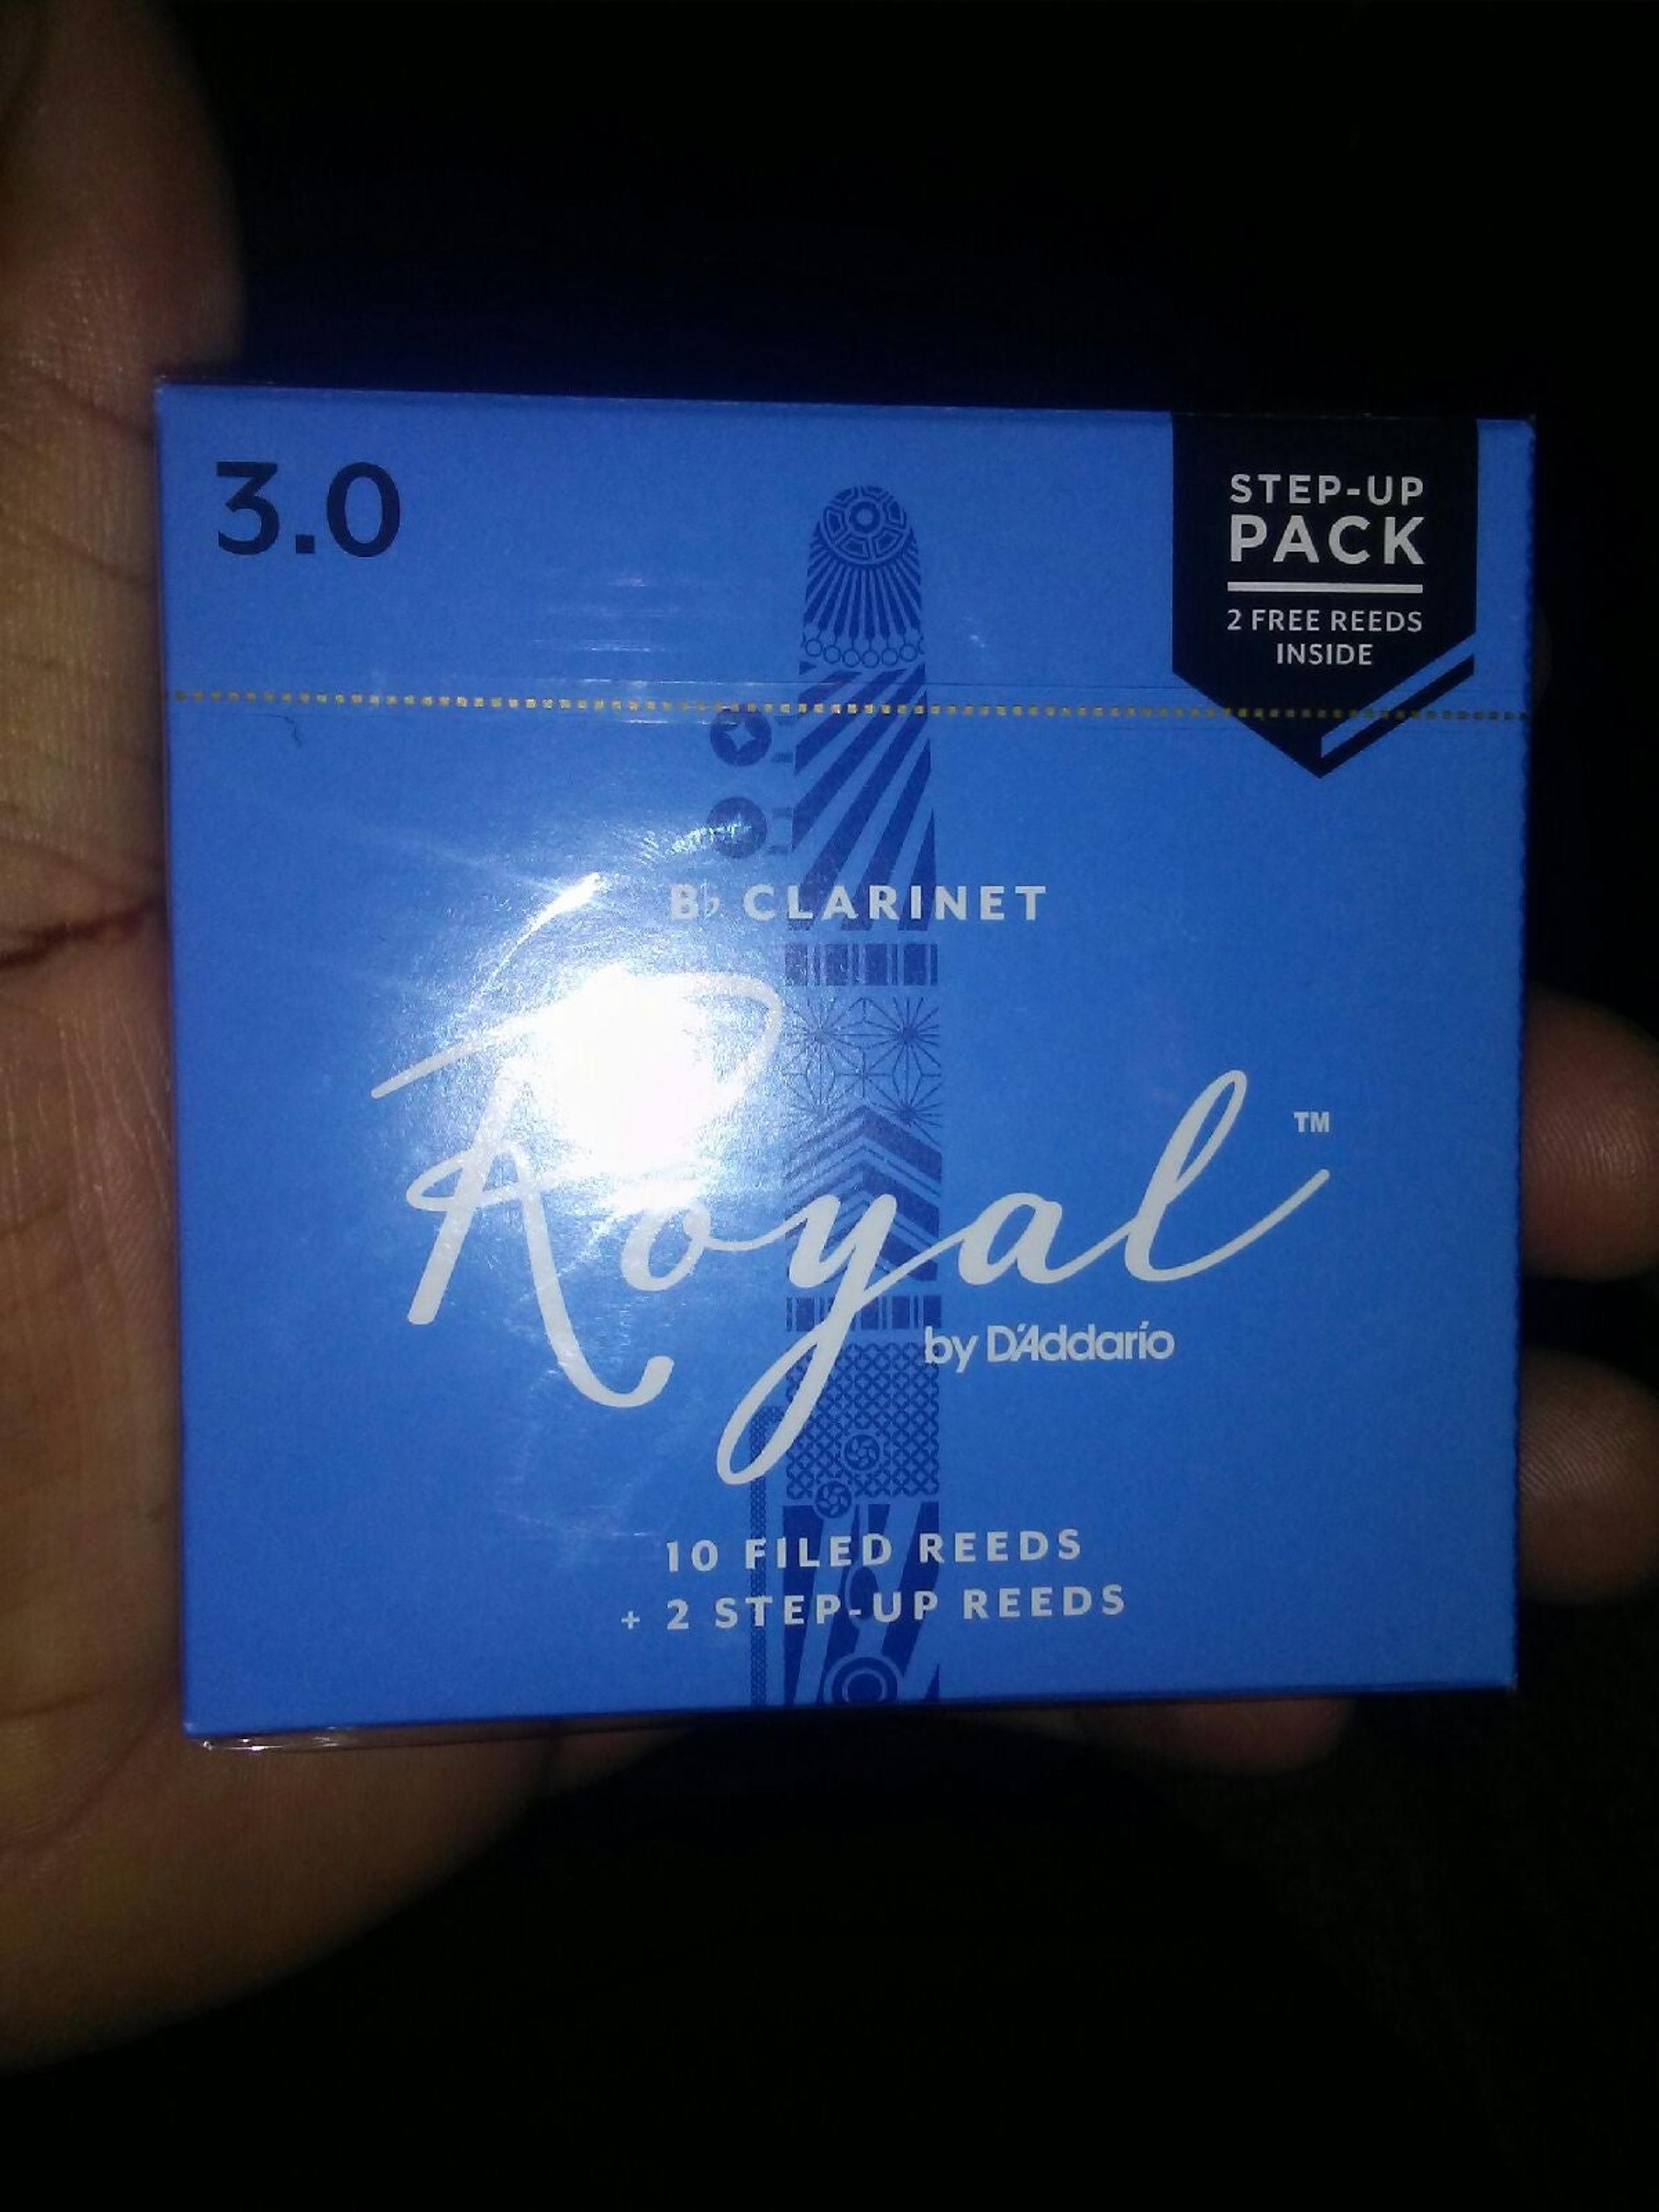 3.0
STEP-UP
PACK
2 FREE REEDS
INSIDE
B♭ CLARINET
Royal™
by D'Addario
10 FILED REEDS
+ 2 STEP-UP REEDS